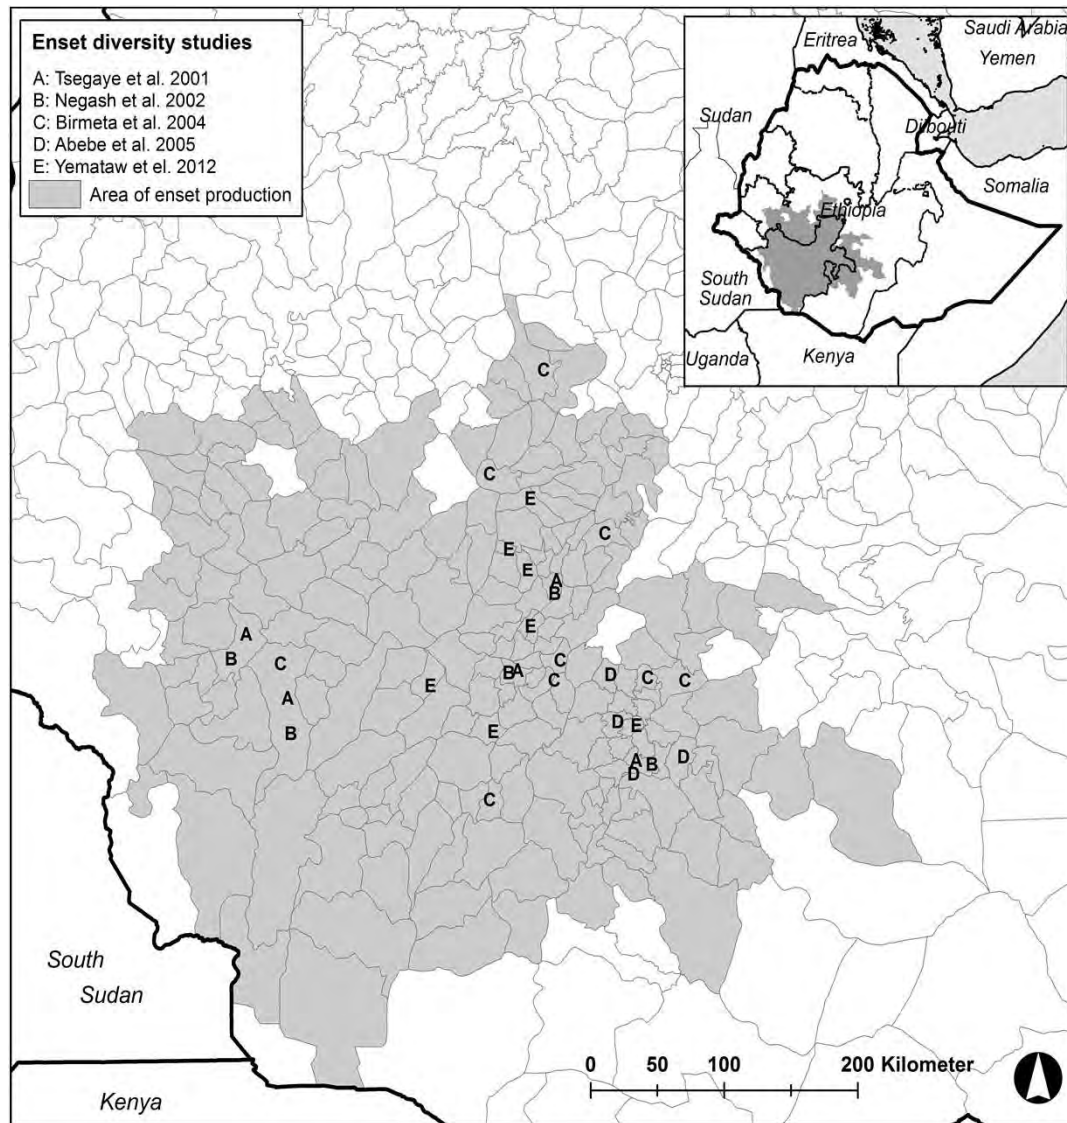 Enset diversity studies
A: Tsegaye et al. 2001
B: Negash et al. 2002
C: Birmeta et al. 2004
D: Abebe et al. 2005
E: Yemataw et el. 2012
Area of enset production
Saudi Arabia
Eritrea
Yemen
Sudan
Djibouti
Somalia
Ethiopia
South
Sudan
Uganda
Kenya
C
C
E
C
E
E
A
B
E
A
B
C
C
B A
C
D
C
C
E
A
B
E
D
E
A
B
D
D
C
South
Sudan
Kenya
0 50 100 200 Kilometer